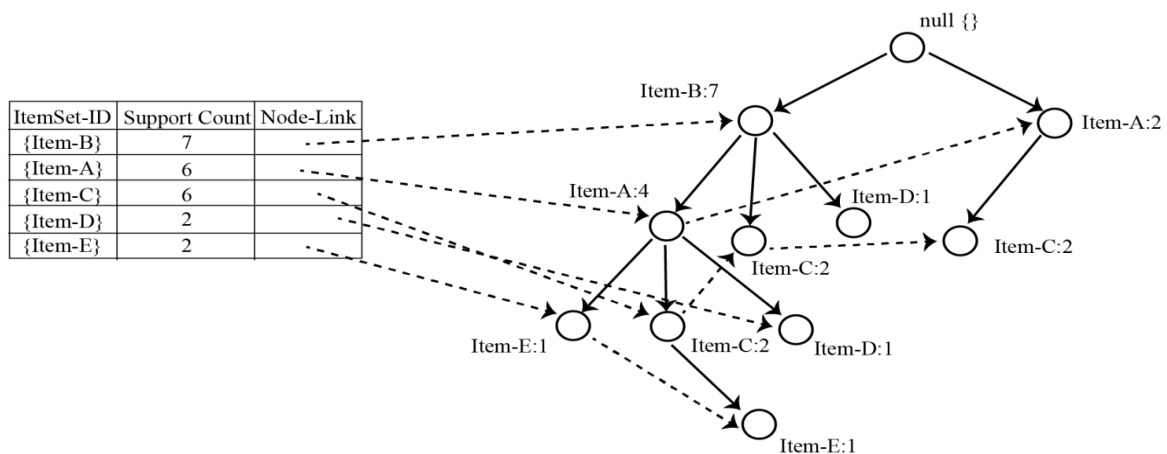 null {}
Item-B:7
Item-A:2
ItemSet-ID Support Count Node-Link
{Item-B} 7
{Item-A} 6
{Item-C} 6
{Item-D} 2
{Item-E} 2
Item-A:4
Item-D:1
Item-C:2
Item-C:2
Item-E:1
Item-C:2
Item-D:1
Item-E:1